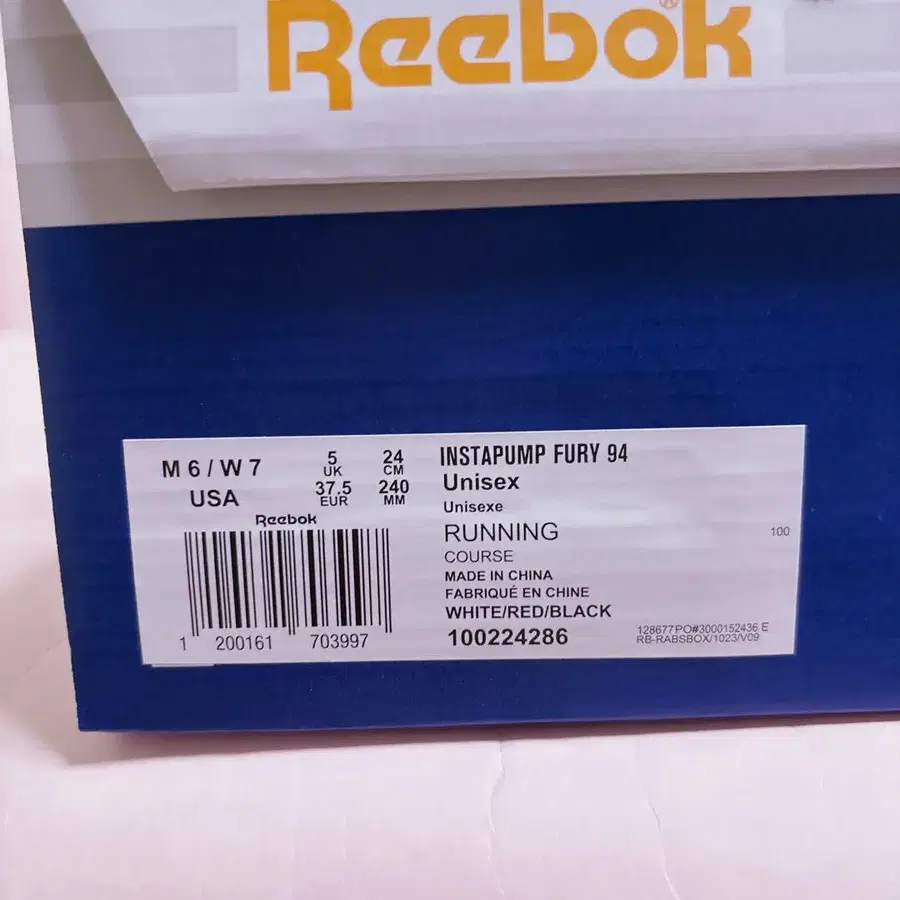 Reebok®
M 6 / W 7
USA
5
UK
37.5
EUR
24
CM
240
MM
Reebok
1 200161 703997
INSTAPUMP FURY 94
Unisex
Unisexe
RUNNING
COURSE
MADE IN CHINA
FABRIQUÉ EN CHINE
WHITE/RED/BLACK
100224286
100
128677PO#3000152436 E
RB-RABSBOX/1023/V09